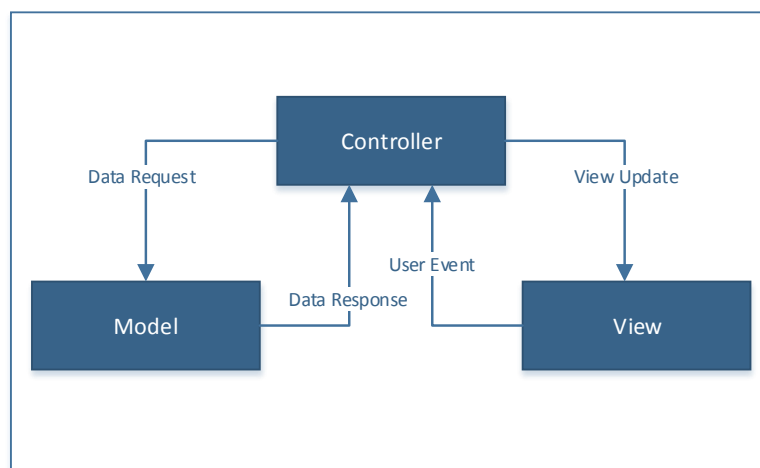 Controller
Data Request
View Update
User Event
Data Response
Model
View